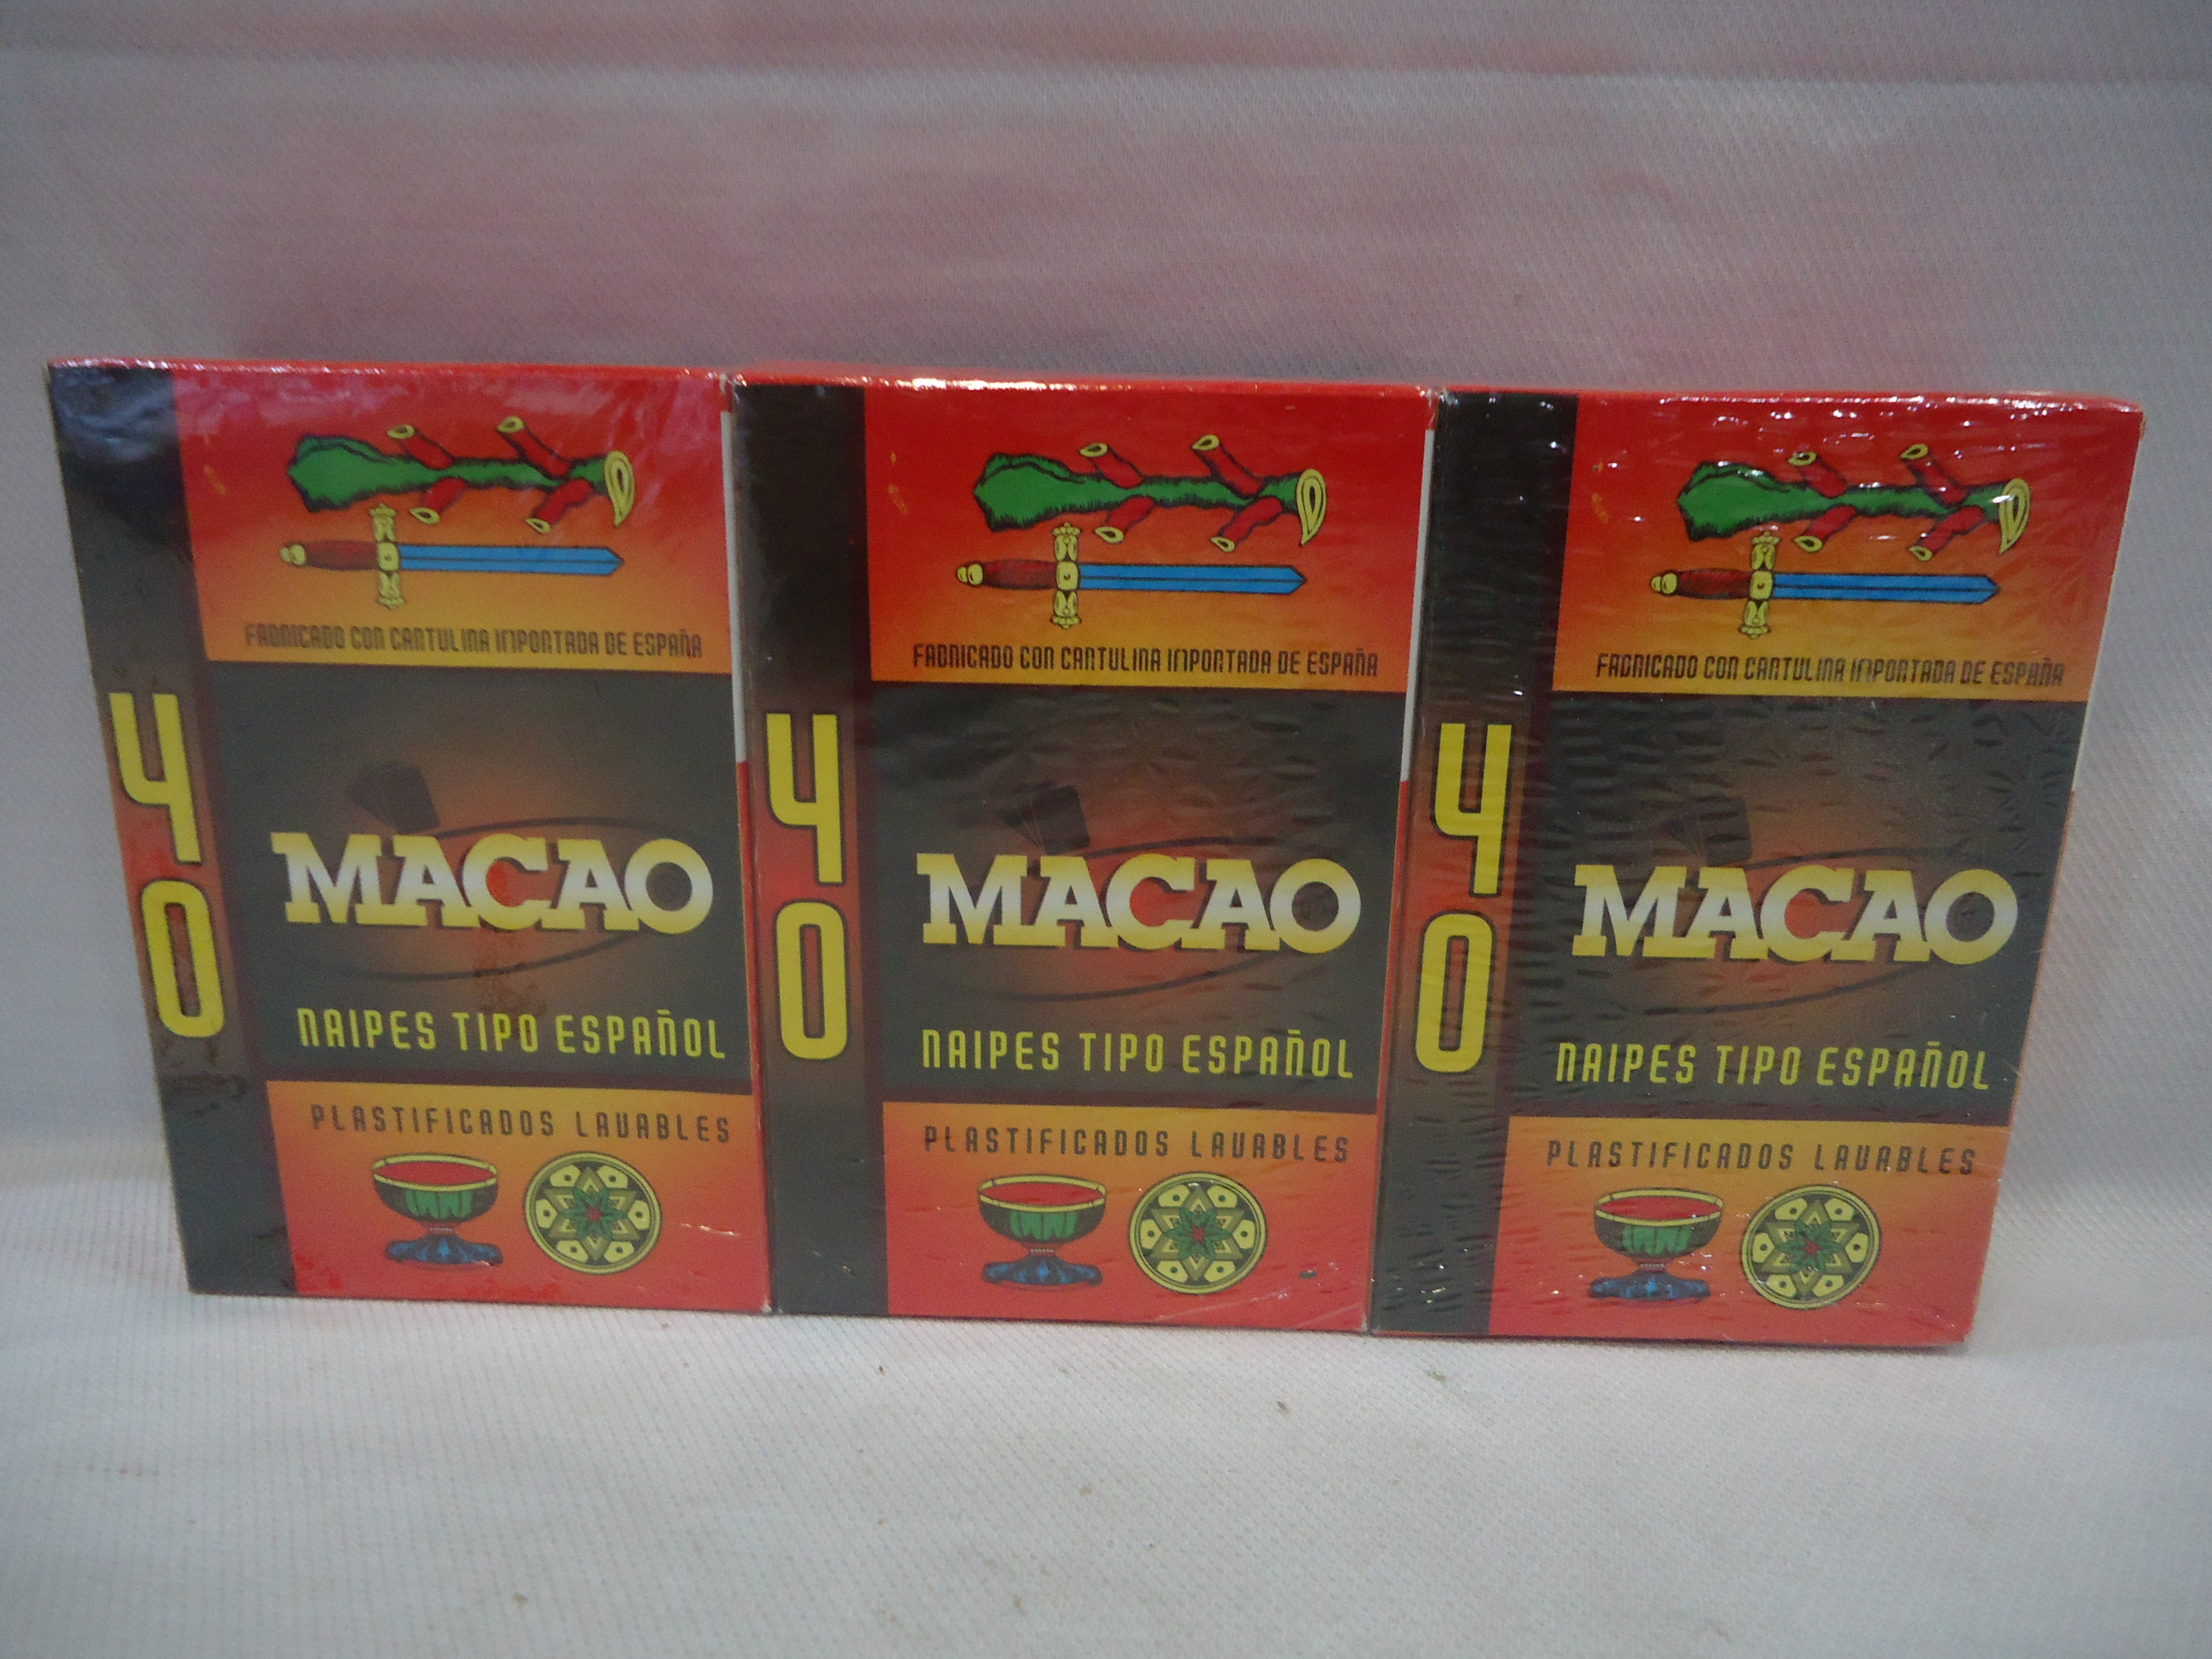 FABRICADO CON CARTULINA IMPORTADA DE ESPAÑA
40
MACAO
NAIPES TIPO ESPAÑOL
PLASTIFICADOS LAVABLES
FABRICADO CON CARTULINA IMPORTADA DE ESPAÑA
40
MACAO
NAIPES TIPO ESPAÑOL
PLASTIFICADOS LAVABLES
FABRICADO CON CARTULINA IMPORTADA DE ESPAÑA
40
MACAO
NAIPES TIPO ESPAÑOL
PLASTIFICADOS LAVABLES